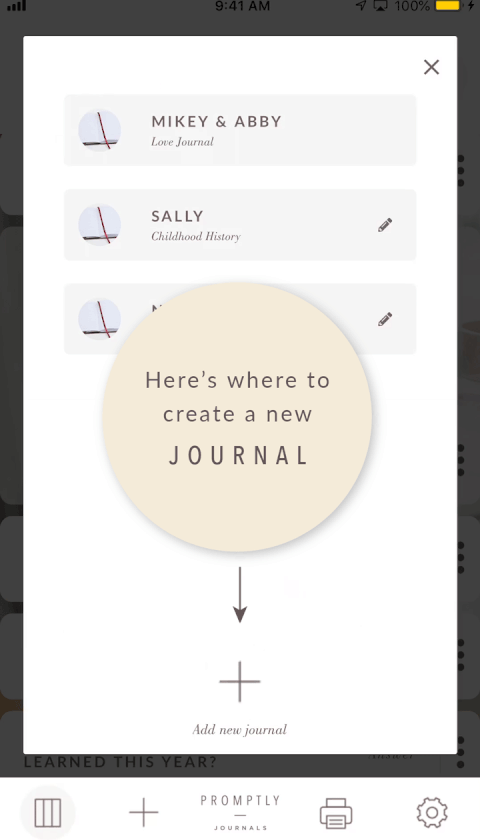 9:41 AM
100%
MIKEY & ABBY
Love Journal
SALLY
Childhood History
Here's where to
create a new
JOURNAL
Add new journal
LEARNED THIS YEAR?
Answer
PROMPTLY
JOURNALS